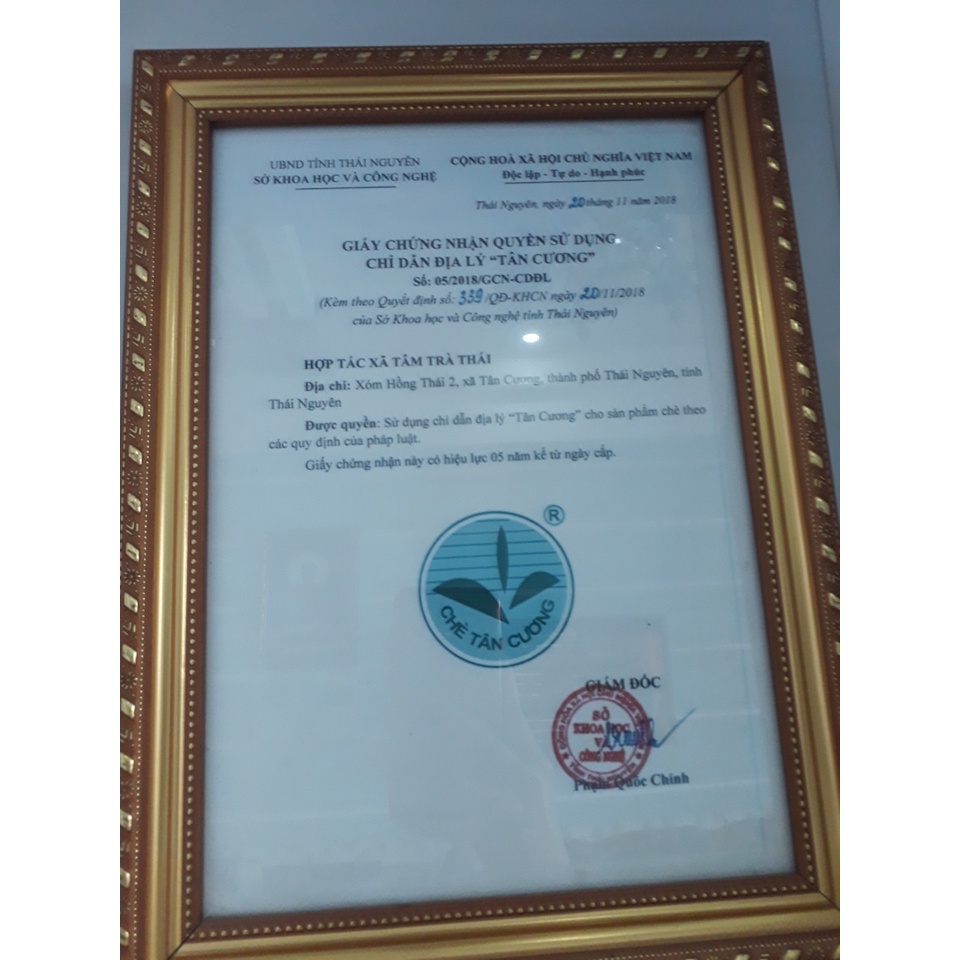 UBND TỈNH THÁI NGUYÊN
SỞ KHOA HỌC VÀ CÔNG NGHỆ
CỘNG HOÀ XÃ HỘI CHỦ NGHĨA VIỆT NAM
Độc lập - Tự do - Hạnh phúc
Thái Nguyên, ngày 20 tháng 11 năm 2018
GIẤY CHỨNG NHẬN QUYỀN SỬ DỤNG
CHỈ DẪN ĐỊA LÝ “TÂN CƯƠNG”
Số: 05/2018/GCN-CDĐL
(Kèm theo Quyết định số: 339/QĐ-KHCN ngày 20/11/2018
của Sở Khoa học và Công nghệ tỉnh Thái Nguyên)
HỢP TÁC XÃ TÂM TRÀ THÁI
Địa chỉ: Xóm Hồng Thái 2, xã Tân Cương, thành phố Thái Nguyên, tỉnh
Thái Nguyên
Được quyền: Sử dụng chỉ dẫn địa lý “Tân Cương” cho sản phẩm chè theo
các quy định của pháp luật.
Giấy chứng nhận này có hiệu lực 05 năm kể từ ngày cấp.
®
CHÈ TÂN CƯƠNG
GIÁM ĐỐC
SỞ
KHOA HỌC
VÀ
CÔNG NGHỆ
Phạm Quốc Chính